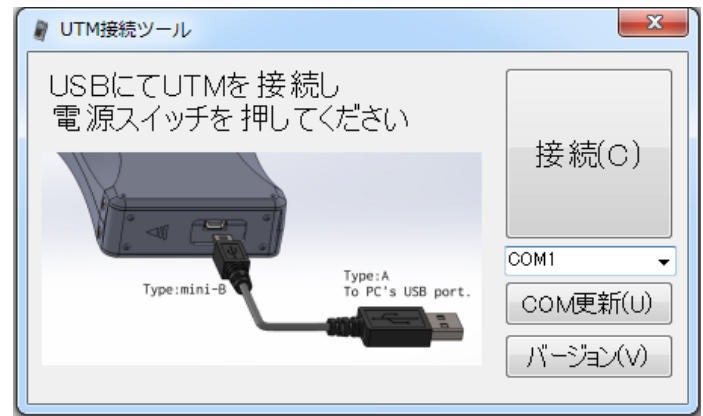 UTM接続ツール
USBにてUTMを接続し
電源スイッチを押してください
接続(C)
Type:mini-B
Type:A
To PC's USB port.
COM1
COM更新(U)
バージョン(V)